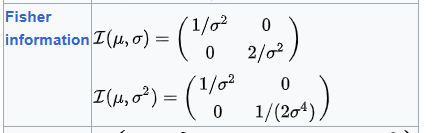 Fisher
information
I(μ, σ) = ( 1/σ² 0
0 2/σ² )
I(μ, σ²) = ( 1/σ² 0
0 1/(2σ⁴) )